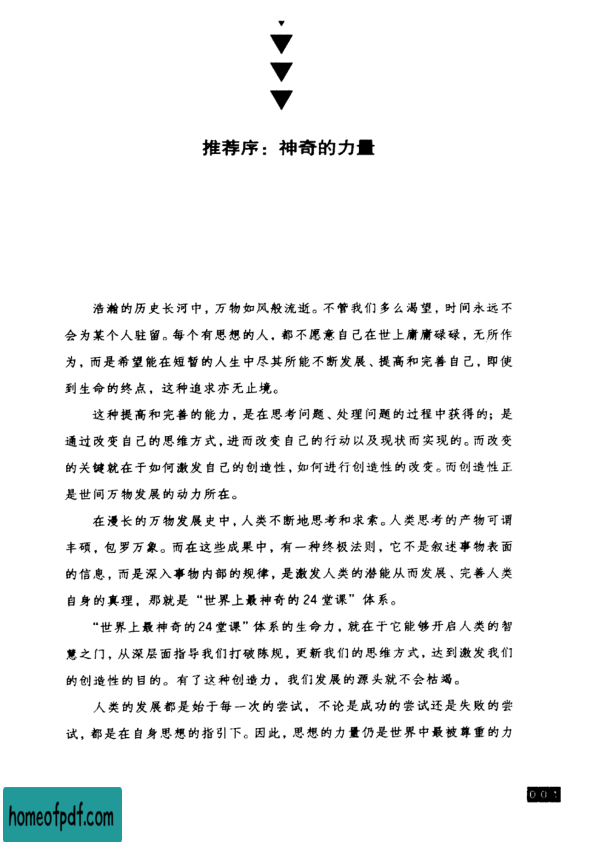 推荐序：神奇的力量
浩瀚的历史长河中，万物如风般流逝。不管我们多么渴望，时间永远不
会为某个人驻留。每个有思想的人，都不愿意自己在世上庸庸碌碌，无所作
为，而是希望能在短暂的人生中尽其所能不断发展、提高和完善自己，即使
到生命的终点，这种追求亦无止境。
这种提高和完善的能力，是在思考问题、处理问题的过程中获得的；是
通过改变自己的思维方式，进而改变自己的行动以及现状而实现的。而改变
的关键就在于如何激发自己的创造性，如何进行创造性的改变。而创造性正
是世间万物发展的动力所在。
在漫长的万物发展史中，人类不断地思考和求索。人类思考的产物可谓
丰硕，包罗万象。而在这些成果中，有一种终极法则，它不是叙述事物表面
的信息，而是深入事物内部的规律，是激发人类的潜能从而发展、完善人类
自身的真理，那就是“世界上最神奇的24堂课”体系。
“世界上最神奇的24堂课”体系的生命力，就在于它能够开启人类的智
慧之门，从深层面指导我们打破陈规，更新我们的思维方式，达到激发我们
的创造性的目的。有了这种创造力，我们发展的源头就不会枯竭。
人类的发展都是始于每一次的尝试，不论是成功的尝试还是失败的尝
试，都是在自身思想的指引下。因此，思想的力量仍是世界中最被尊重的力
001
homeofpdf.com